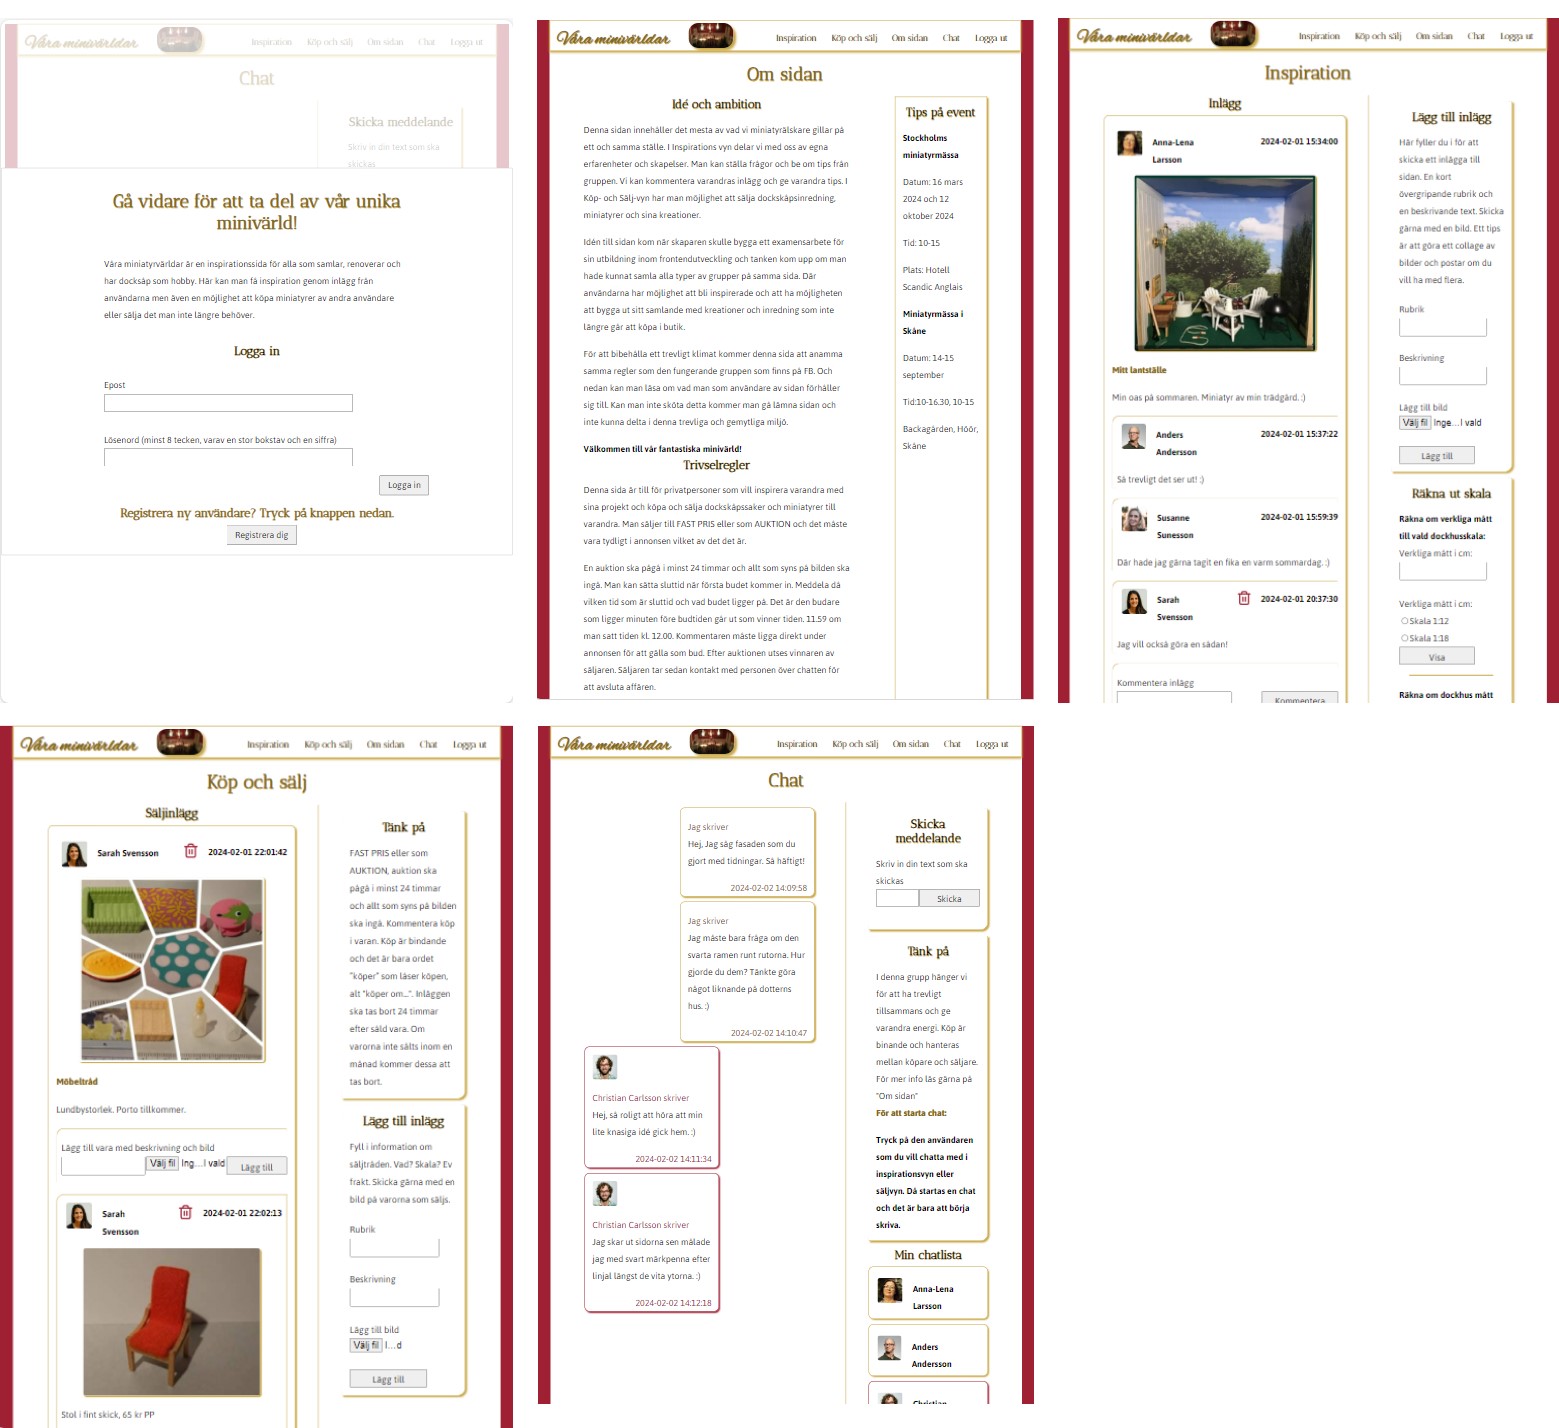 Våra minivärldar
Inspiration Köp och sälj Om sidan Chat Logga ut
Chat
Skicka meddelande
Skriv in din text som ska
skickas
Gå vidare för att ta del av vår unika
minivärld!
Våra miniatyrvärldar är en inspirationssida för alla som samlar, renoverar och
har docksåp som hobby. Här kan man få inspiration genom inlägg från
användarna men även en möjlighet att köpa miniatyrer av andra användare
eller sälja det man inte längre behöver.
Logga in
Epost
Lösenord (minst 8 tecken, varav en stor bokstav och en siffra)
Logga in
Registrera ny användare? Tryck på knappen nedan.
Registrera dig
Våra minivärldar
Inspiration Köp och sälj Om sidan Chat Logga ut
Om sidan
Idé och ambition
Denna sidan innehåller det mesta av vad vi miniatyrälskare gillar på
ett och samma ställe. I Inspirations vyn delar vi med oss av egna
erfarenheter och skapelser. Man kan ställa frågor och be om tips från
gruppen. Vi kan kommentera varandras inlägg och ge varandra tips. I
Köp- och Sälj-vyn har man möjlighet att sälja dockskåpsinredning,
miniatyrer och sina kreationer.
Idén till sidan kom när skaparen skulle bygga ett examensarbete för
sin utbildning inom frontendutveckling och tanken kom upp om man
hade kunnat samla alla typer av grupper på samma sida. Där
användarna har möjlighet att bli inspirerade och att ha möjligheten
att bygga ut sitt samlande med kreationer och inredning som inte
längre går att köpa i butik.
För att bibehålla ett trevligt klimat kommer denna sida att anamma
samma regler som den fungerande gruppen som finns på FB. Och
nedan kan man läsa om vad man som användare av sidan förhåller
sig till. Kan man inte sköta detta kommer man gå lämna sidan och
inte kunna delta i denna trevliga och gemytliga miljö.
Välkommen till vår fantastiska minivärld!
Trivselregler
Denna sida är till för privatpersoner som vill inspirera varandra med
sina projekt och köpa och sälja dockskåpssaker och miniatyrer till
varandra. Man säljer till FAST PRIS eller som AUKTION och det måste
vara tydligt i annonsen vilket av det det är.
En auktion ska pågå i minst 24 timmar och allt som syns på bilden ska
ingå. Man kan sätta sluttid när första budet kommer in. Meddela då
vilken tid som är sluttid och vad budet ligger på. Det är den budare
som ligger minuten före budtiden går ut som vinner tiden. 11.59 om
man satt tiden kl. 12.00. Kommentaren måste ligga direkt under
annonsen för att gälla som bud. Efter auktionen utses vinnaren av
säljaren. Säljaren tar sedan kontakt med personen över chatten för
att avsluta affären.
Tips på event
Stockholms
miniatyrmässa
Datum: 16 mars
2024 och 12
oktober 2024
Tid: 10-15
Plats: Hotell
Scandic Anglais
Miniatyrmässa i
Skåne
Datum: 14-15
september
Tid:10-16.30, 10-15
Backagården, Höör,
Skåne
Våra minivärldar
Inspiration Köp och sälj Om sidan Chat Logga ut
Inspiration
Inlägg
Anna-Lena
Larsson
2024-02-01 15:34:00
Mitt lantställe
Min oas på sommaren. Miniatyr av min trädgård. :)
Anders
Andersson
2024-02-01 15:37:22
Så trevligt det ser ut! :)
Susanne
Sunesson
2024-02-01 15:59:39
Där hade jag gärna tagit en fika en varm sommardag. :)
Sarah
Svensson
2024-02-01 20:37:30
Jag vill också göra en sådan!
Kommentera inlägg
Kommentera
Lägg till inlägg
Här fyller du i för att
skicka ett inlägga till
sidan. En kort
övergripande rubrik och
en beskrivande text. Skicka
gärna med en bild. Ett tips
är att göra ett collage av
bilder och postar om du
vill ha med flera.
Rubrik
Beskrivning
Lägg till bild
Välj fil Inge...l vald
Lägg till
Räkna ut skala
Räkna om verkliga mått
till vald dockhusskala:
Verkliga mått i cm:
Verkliga mått i cm:
Skala 1:12
Skala 1:18
Visa
Räkna om dockhus mått
Våra minivärldar
Inspiration Köp och sälj Om sidan Chat Logga ut
Köp och sälj
Säljinlägg
Sarah Svensson
2024-02-01 22:01:42
Möbeltråd
Lundbystorlek. Porto tillkommer.
Lägg till vara med beskrivning och bild
Välj fil Ing...l vald Lägg till
Sarah
Svensson
2024-02-01 22:02:13
Stol i fint skick, 65 kr PP
Tänk på
FAST PRIS eller som
AUKTION, auktion ska
pågå i minst 24 timmar
och allt som syns på bilden
ska ingå. Kommentera köp
i varan. Köp är bindande
och det är bara ordet
"köper" som låser köpen,
alt "köper om...". Inläggen
ska tas bort 24 timmar
efter såld vara. Om
varorna inte sålts inom en
månad kommer dessa att
tas bort.
Lägg till inlägg
Fyll i information om
säljtråden. Vad? Skala? Ev
frakt. Skicka gärna med en
bild på varorna som säljs.
Rubrik
Beskrivning
Lägg till bild
Välj fil I...d
Lägg till
Våra minivärldar
Inspiration Köp och sälj Om sidan Chat Logga ut
Chat
Jag skriver
Hej, Jag såg fasaden som du
gjort med tidningar. Så häftigt!
2024-02-02 14:09:58
Jag skriver
Jag måste bara fråga om den
svarta ramen runt rutorna. Hur
gjorde du dem? Tänkte göra
något liknande på dotterns
hus. :)
2024-02-02 14:10:47
Christian Carlsson skriver
Hej, så roligt att höra att min
lite knasiga idé gick hem. :)
2024-02-02 14:11:34
Christian Carlsson skriver
Jag skar ut sidorna sen målade
jag med svart märkpenna efter
linjal längst de vita ytorna. :)
2024-02-02 14:12:18
Skicka
meddelande
Skriv in din text som ska
skickas
Skicka
Tänk på
I denna grupp hänger vi
för att ha trevligt
tillsammans och ge
varandra energi. Köp är
binande och hanteras
mellan köpare och säljare.
För mer info läs gärna på
"Om sidan"
För att starta chat:
Tryck på den användaren
som du vill chatta med i
inspirationsvyn eller
säljvyn. Då startas en chat
och det är bara att börja
skriva.
Min chatlista
Anna-Lena
Larsson
Anders
Andersson
Christian